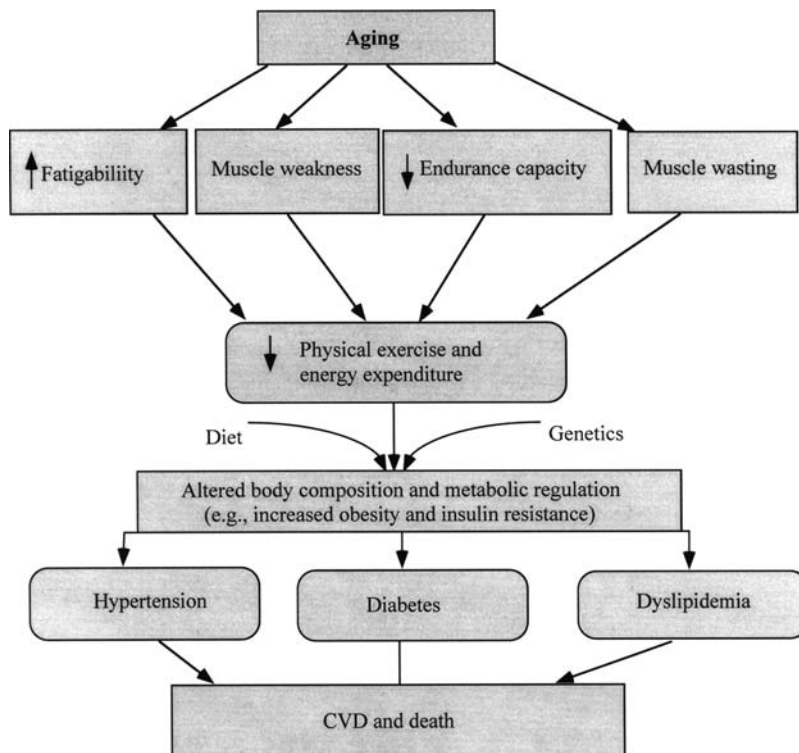 Aging
Fatigabiliity
Muscle weakness
Endurance capacity
Muscle wasting
Physical exercise and
energy expenditure
Diet
Genetics
Altered body composition and metabolic regulation
(e.g., increased obesity and insulin resistance)
Hypertension
Diabetes
Dyslipidemia
CVD and death